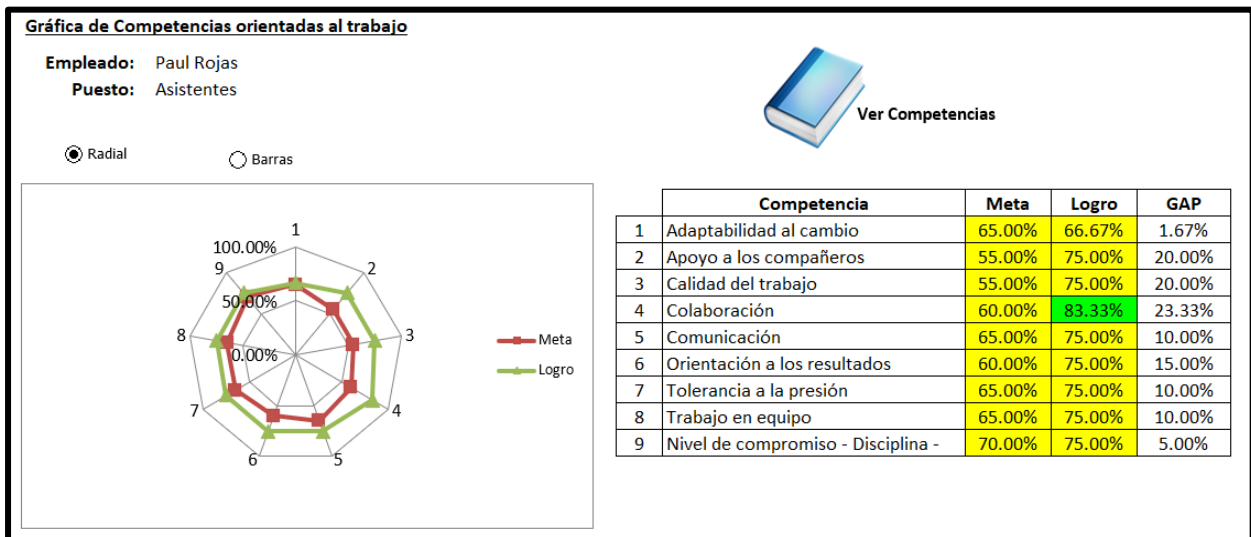 Gráfica de Competencias orientadas al trabajo
Empleado: Paul Rojas
Puesto: Asistentes
Ver Competencias
Radial Barras
1
100.00%
9 2
50.00%
8 3
0.00%
7 4
6 5
Meta
Logro
Competencia Meta Logro GAP
1 Adaptabilidad al cambio 65.00% 66.67% 1.67%
2 Apoyo a los compañeros 55.00% 75.00% 20.00%
3 Calidad del trabajo 55.00% 75.00% 20.00%
4 Colaboración 60.00% 83.33% 23.33%
5 Comunicación 65.00% 75.00% 10.00%
6 Orientación a los resultados 60.00% 75.00% 15.00%
7 Tolerancia a la presión 65.00% 75.00% 10.00%
8 Trabajo en equipo 65.00% 75.00% 10.00%
9 Nivel de compromiso - Disciplina - 70.00% 75.00% 5.00%